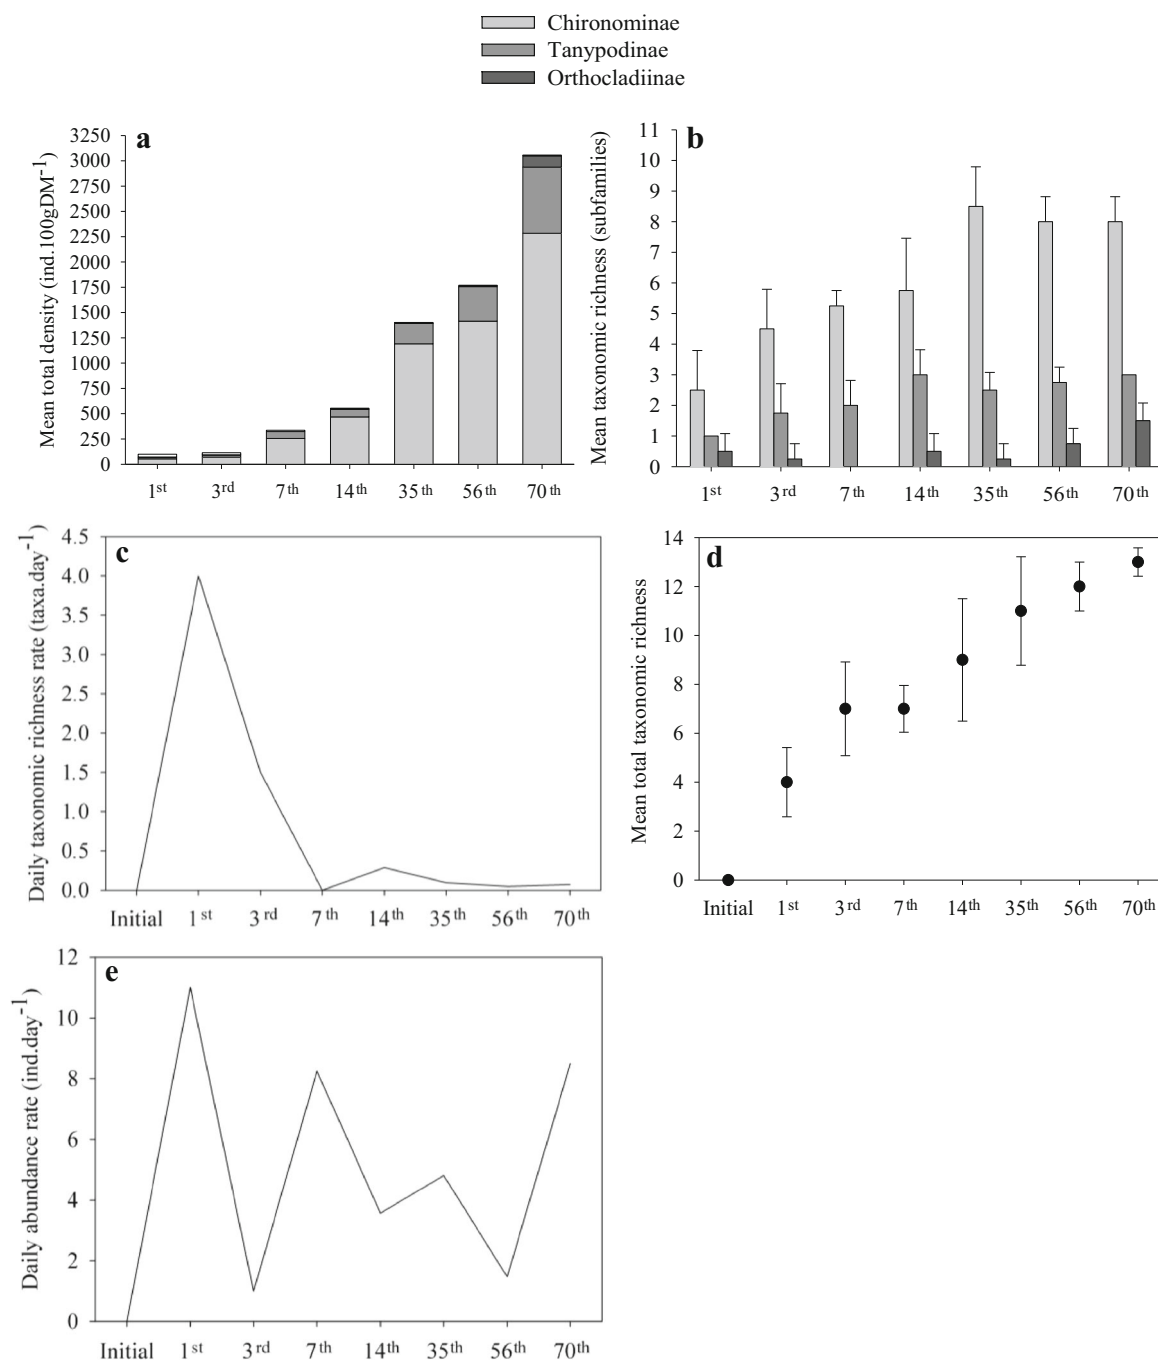 Chironominae
Tanypodinae
Orthocladiinae
a
Mean total density (ind.100gDM⁻¹)
3250
3000
2750
2500
2250
2000
1750
1500
1250
1000
750
500
250
0
1st 3rd 7th 14th 35th 56th 70th
b
Mean taxonomic richness (subfamilies)
11
10
9
8
7
6
5
4
3
2
1
0
1st 3rd 7th 14th 35th 56th 70th
c
Daily taxonomic richness rate (taxa.day⁻¹)
4.5
4.0
3.5
3.0
2.5
2.0
1.5
1.0
0.5
0.0
Initial 1st 3rd 7th 14th 35th 56th 70th
d
Mean total taxonomic richness
14
12
10
8
6
4
2
0
Initial 1st 3rd 7th 14th 35th 56th 70th
e
Daily abundance rate (ind.day⁻¹)
12
10
8
6
4
2
0
Initial 1st 3rd 7th 14th 35th 56th 70th